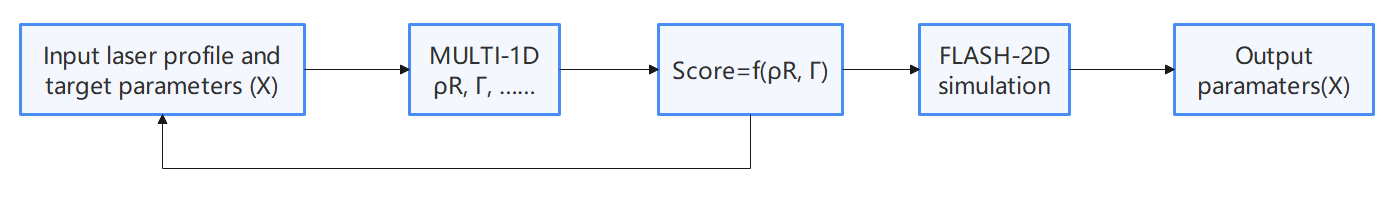 Input laser profile and
target parameters (X)
MULTI-1D
ρR, Γ, ......
Score=f(ρR, Γ)
FLASH-2D
simulation
Output
paramaters(X)